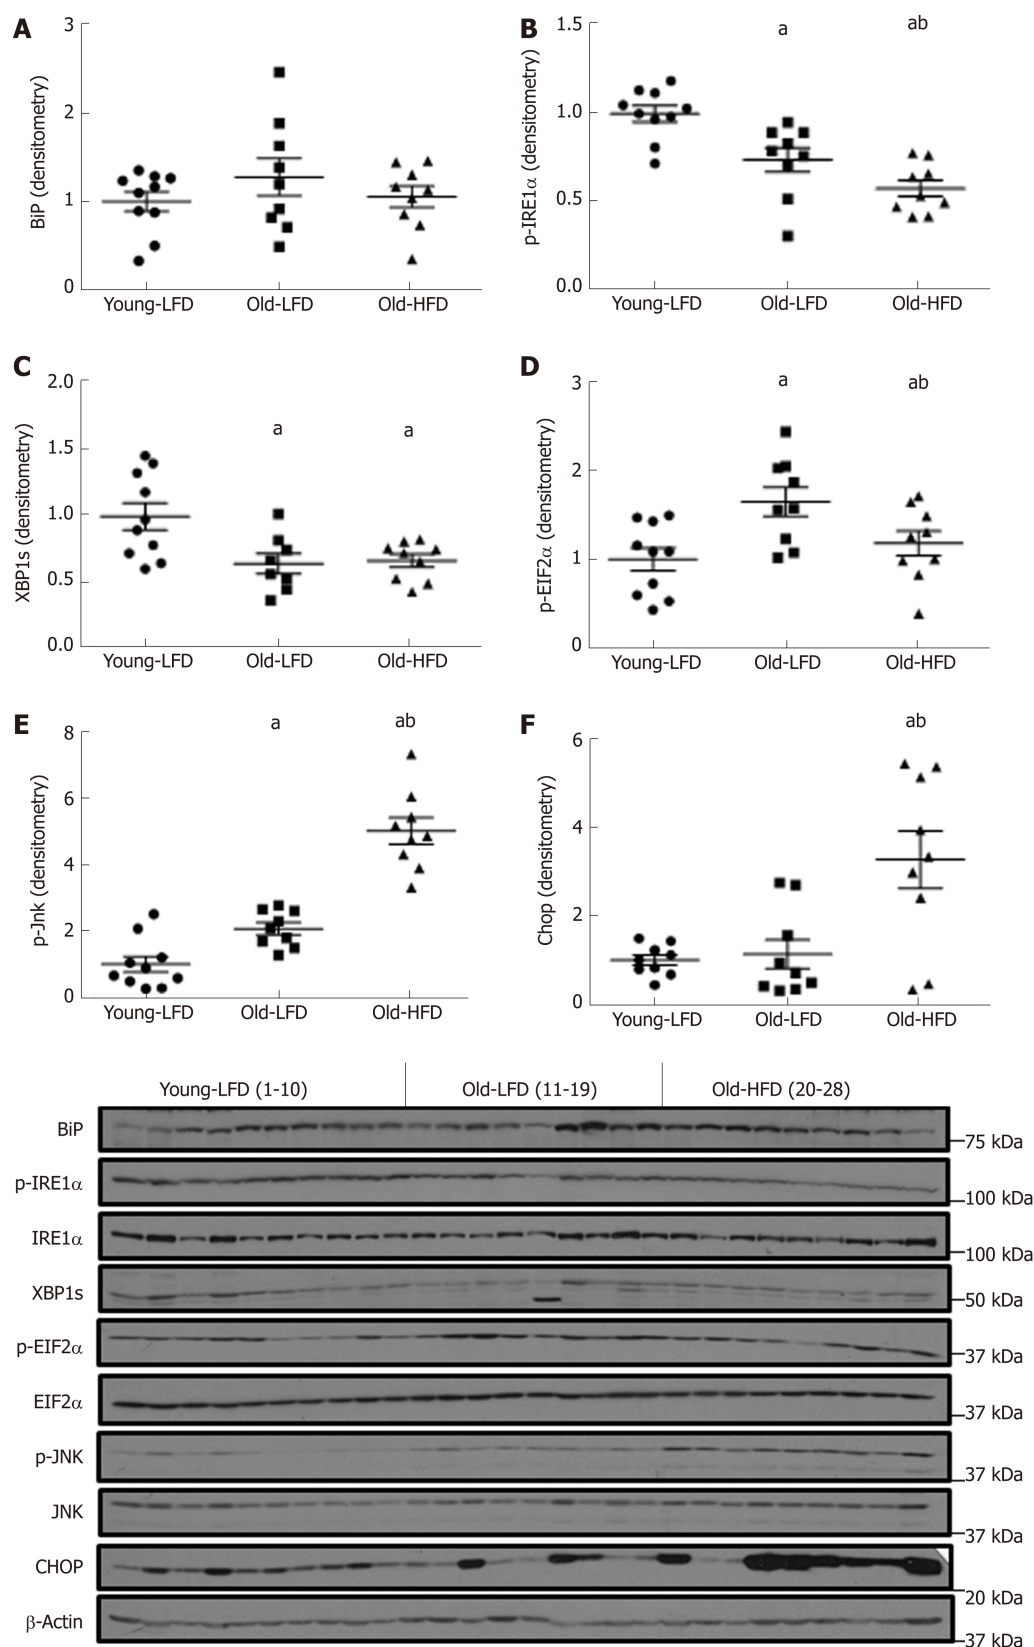 A
BiP (densitometry)
3
2
1
0
Young-LFD Old-LFD Old-HFD
B
p-IRE1α (densitometry)
1.5
1.0
0.5
0.0
a ab
Young-LFD Old-LFD Old-HFD
C
XBP1s (densitometry)
2.0
1.5
1.0
0.5
0.0
a a
Young-LFD Old-LFD Old-HFD
D
p-EIF2α (densitometry)
3
2
1
0
a ab
Young-LFD Old-LFD Old-HFD
E
p-Jnk (densitometry)
8
6
4
2
0
a ab
Young-LFD Old-LFD Old-HFD
F
Chop (densitometry)
6
4
2
0
ab
Young-LFD Old-LFD Old-HFD
Young-LFD (1-10) Old-LFD (11-19) Old-HFD (20-28)
BiP 75 kDa
p-IRE1α 100 kDa
IRE1α 100 kDa
XBP1s 50 kDa
p-EIF2α 37 kDa
EIF2α 37 kDa
p-JNK 37 kDa
JNK 37 kDa
CHOP 20 kDa
β-Actin 37 kDa